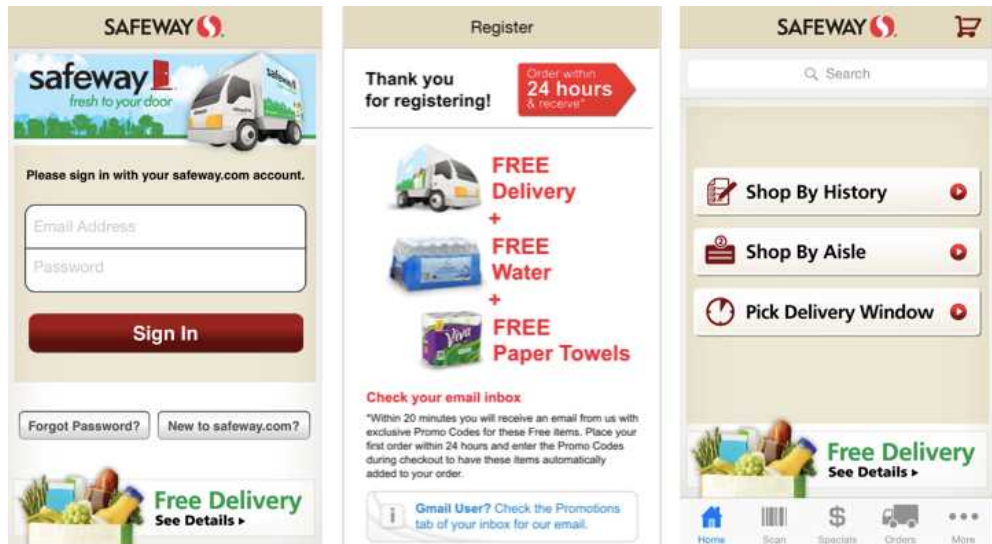 SAFEWAY
safeway
fresh to your door
Please sign in with your safeway.com account.
Email Address
Password
Sign In
Forgot Password?
New to safeway.com?
Free Delivery
See Details
Register
Thank you
for registering!
Order within
24 hours
& receive*
FREE
Delivery
+
FREE
Water
+
FREE
Paper Towels
Viva
Check your email inbox
*Within 20 minutes you will receive an email from us with
exclusive Promo Codes for these Free items. Place your
first order within 24 hours and enter the Promo Codes
during checkout to have these items automatically
added to your order.
Gmail User? Check the Promotions
tab of your inbox for our email.
SAFEWAY
Search
Shop By History
Shop By Aisle
Pick Delivery Window
Free Delivery
See Details
Home
Scan
Specials
Orders
More